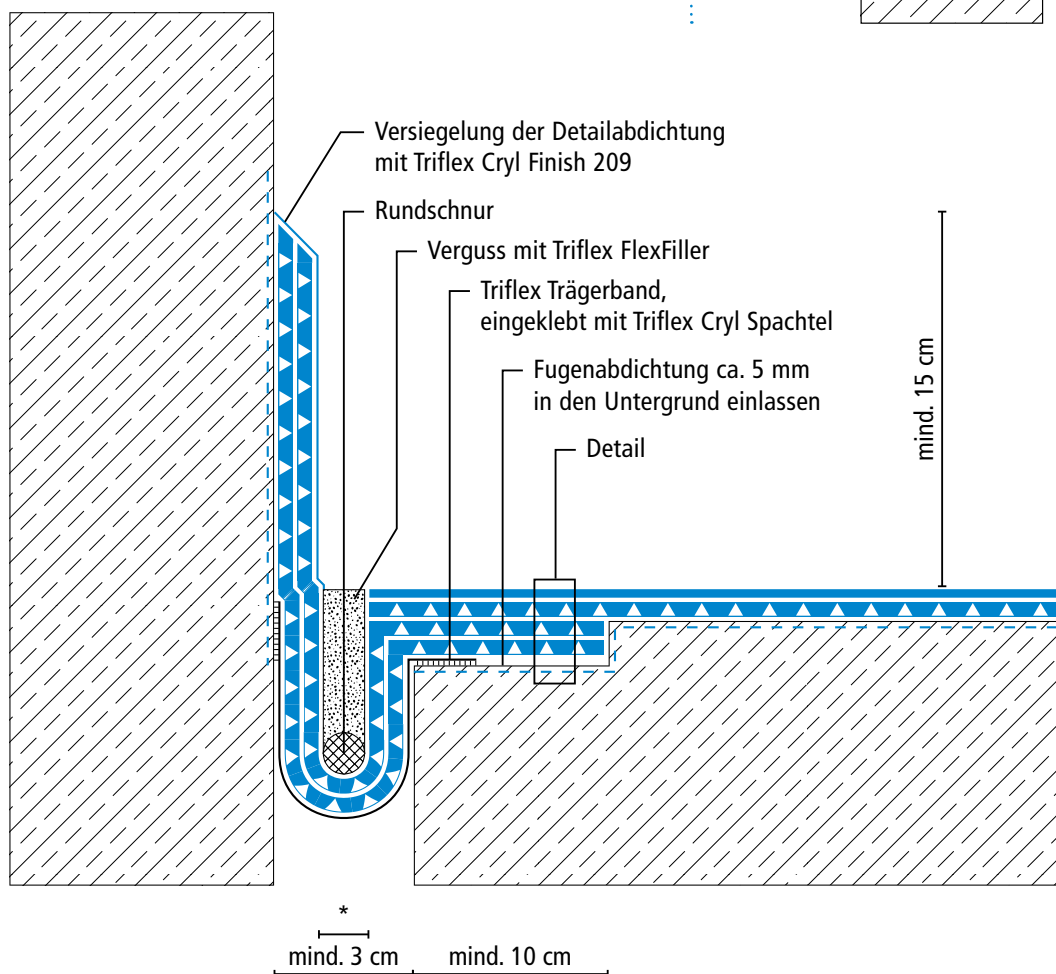 Versiegelung der Detailabdichtung
mit Triflex Cryl Finish 209
Rundschnur
Verguss mit Triflex FlexFiller
Triflex Trägerband,
eingeklebt mit Triflex Cryl Spachtel
Fugenabdichtung ca. 5 mm
in den Untergrund einlassen
Detail
mind. 15 cm
*
mind. 3 cm
mind. 10 cm